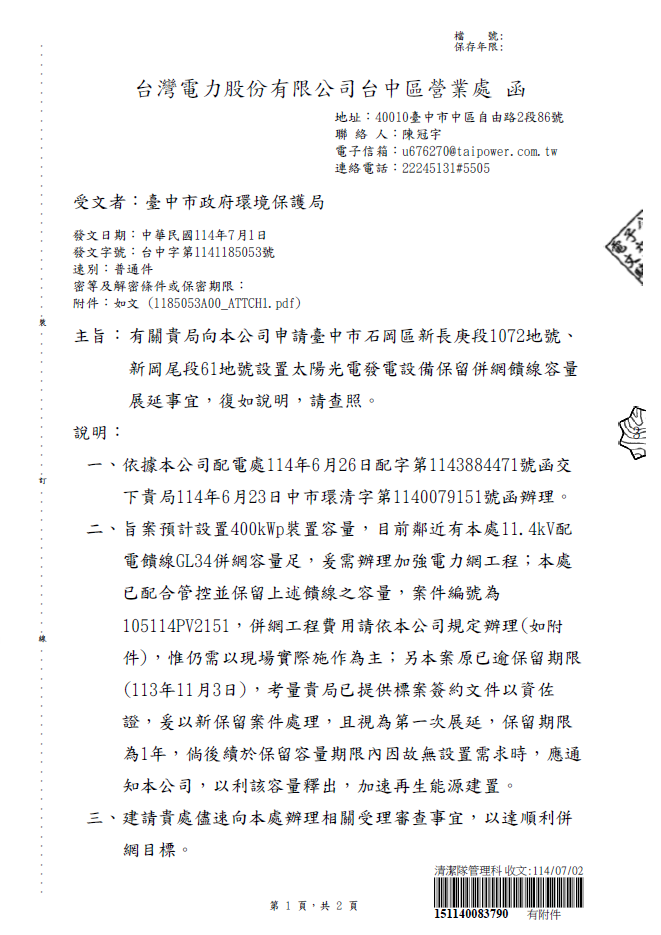 檔　　號：
保存年限：
台灣電力股份有限公司台中區營業處 函
地址：40010臺中市中區自由路2段86號
聯 絡 人：陳冠宇
電子信箱：u676270@taipower.com.tw
連絡電話：22245131#5505
受文者：臺中市政府環境保護局
發文日期：中華民國114年7月1日
發文字號：台中字第1141185053號
速別：普通件
密等及解密條件或保密期限：
附件：如文 (1185053A00_ATTCH1.pdf)
主旨：有關貴局向本公司申請臺中市石岡區新長庚段1072地號、
新岡尾段61地號設置太陽光電發電設備保留併網饋線容量
展延事宜，復如說明，請查照。
說明：
一、依據本公司配電處114年6月26日配字第1143884471號函交
下貴局114年6月23日中市環清字第1140079151號函辦理。
二、旨案預計設置400kWp裝置容量，目前鄰近有本處11.4kV配
電饋線GL34併網容量足，爰需辦理加強電力網工程；本處
已配合管控並保留上述饋線之容量，案件編號為
105114PV2151，併網工程費用請依本公司規定辦理(如附
件)，惟仍需以現場實際施作為主；另本案原已逾保留期限
(113年11月3日)，考量貴局已提供標案簽約文件以資佐
證，爰以新保留案件處理，且視為第一次展延，保留期限
為1年，倘後續於保留容量期限內因故無設置需求時，應通
知本公司，以利該容量釋出，加速再生能源建置。
三、建請貴處儘速向本處辦理相關受理審查事宜，以達順利併
網目標。
裝
訂
線
清潔隊管理科 收文:114/07/02
151140083790 有附件
第 1 頁，共 2 頁